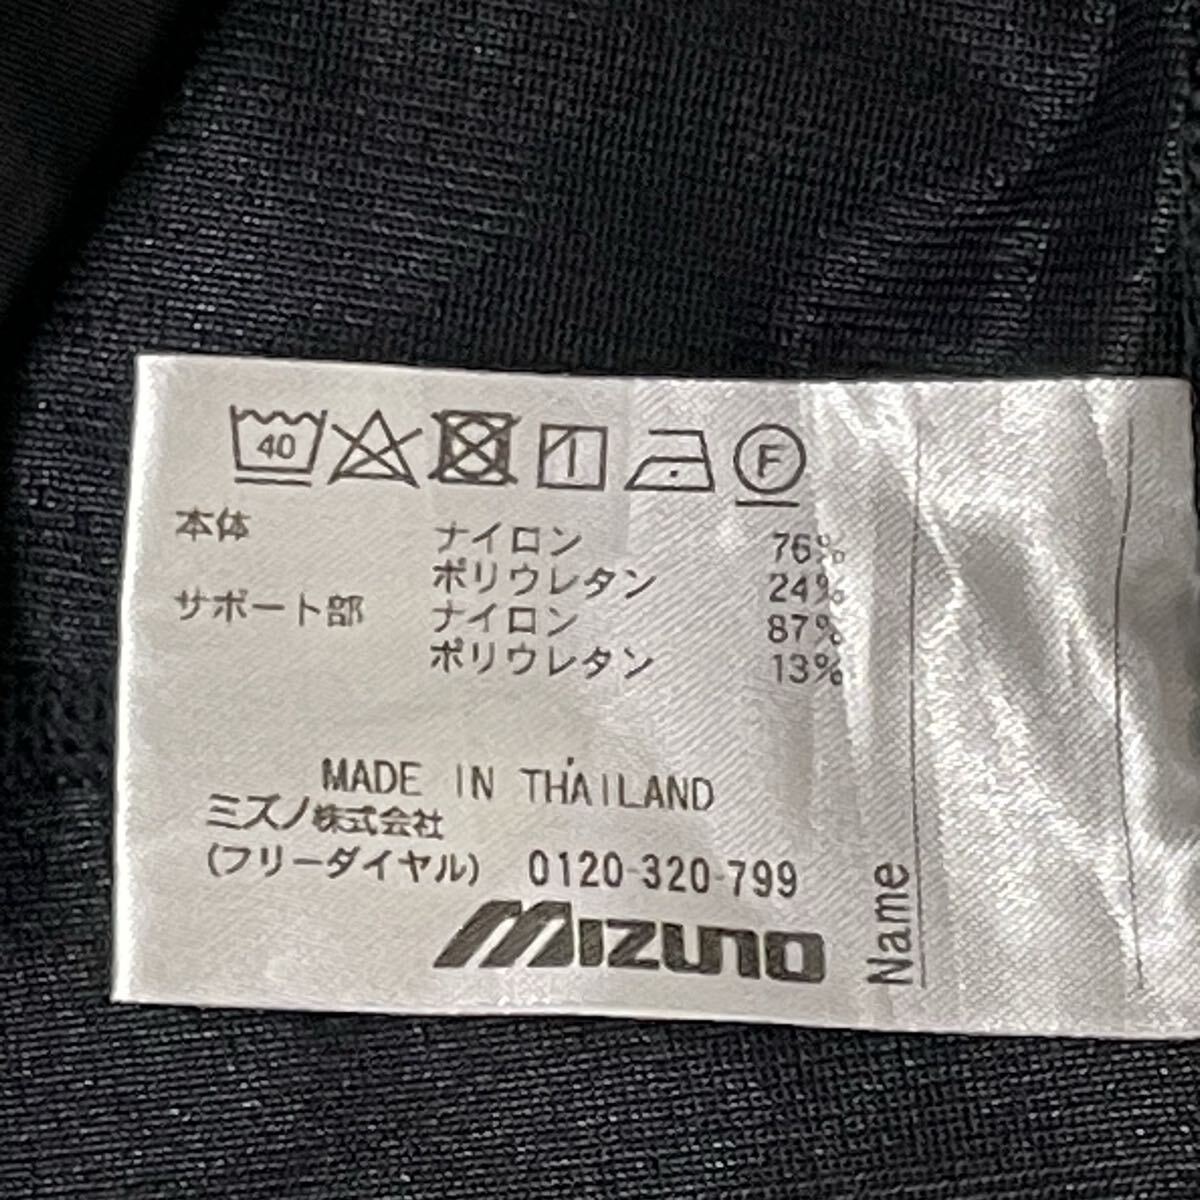 40 F
本体 ナイロン 76%
ポリウレタン 24%
サポート部 ナイロン 87%
ポリウレタン 13%
MADE IN THAILAND
ミズノ株式会社
(フリーダイヤル) 0120-320-799
MIZUNO
Name